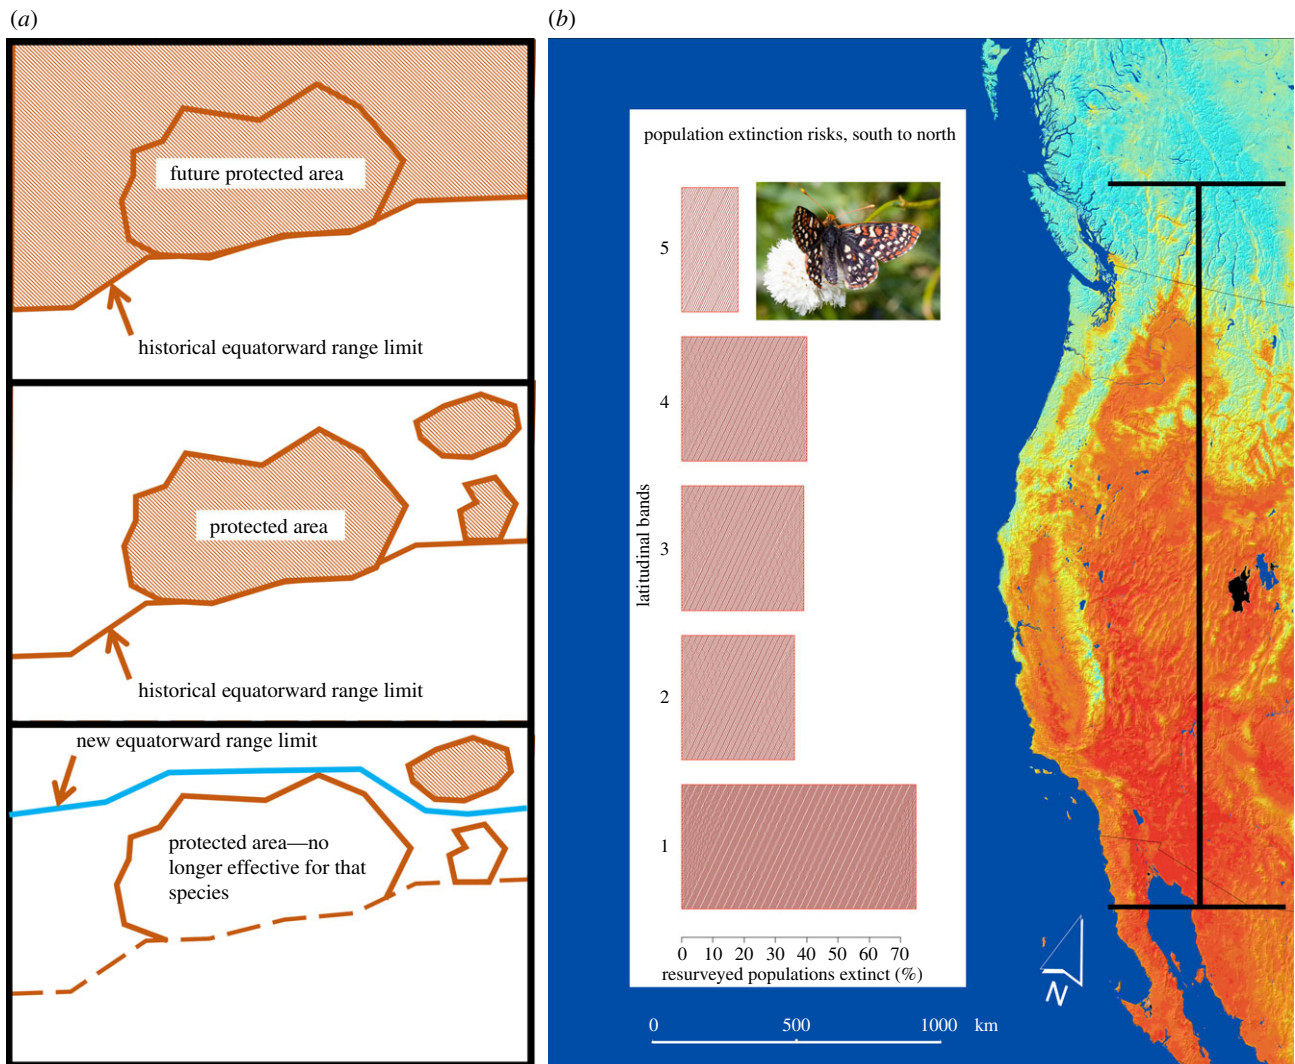 (a)
future protected area
historical equatorward range limit
protected area
historical equatorward range limit
new equatorward range limit
protected area—no
longer effective for that
species
(b)
population extinction risks, south to north
5
4
3
2
1
latitudinal bands
0 10 20 30 40 50 60 70
resurveyed populations extinct (%)
N
0 500 1000 km